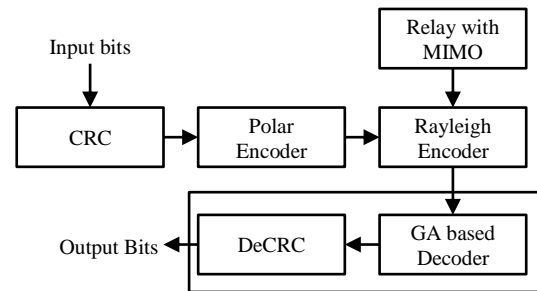 Input bits
Relay with
MIMO
CRC
Polar
Encoder
Rayleigh
Encoder
Output Bits
DeCRC
GA based
Decoder